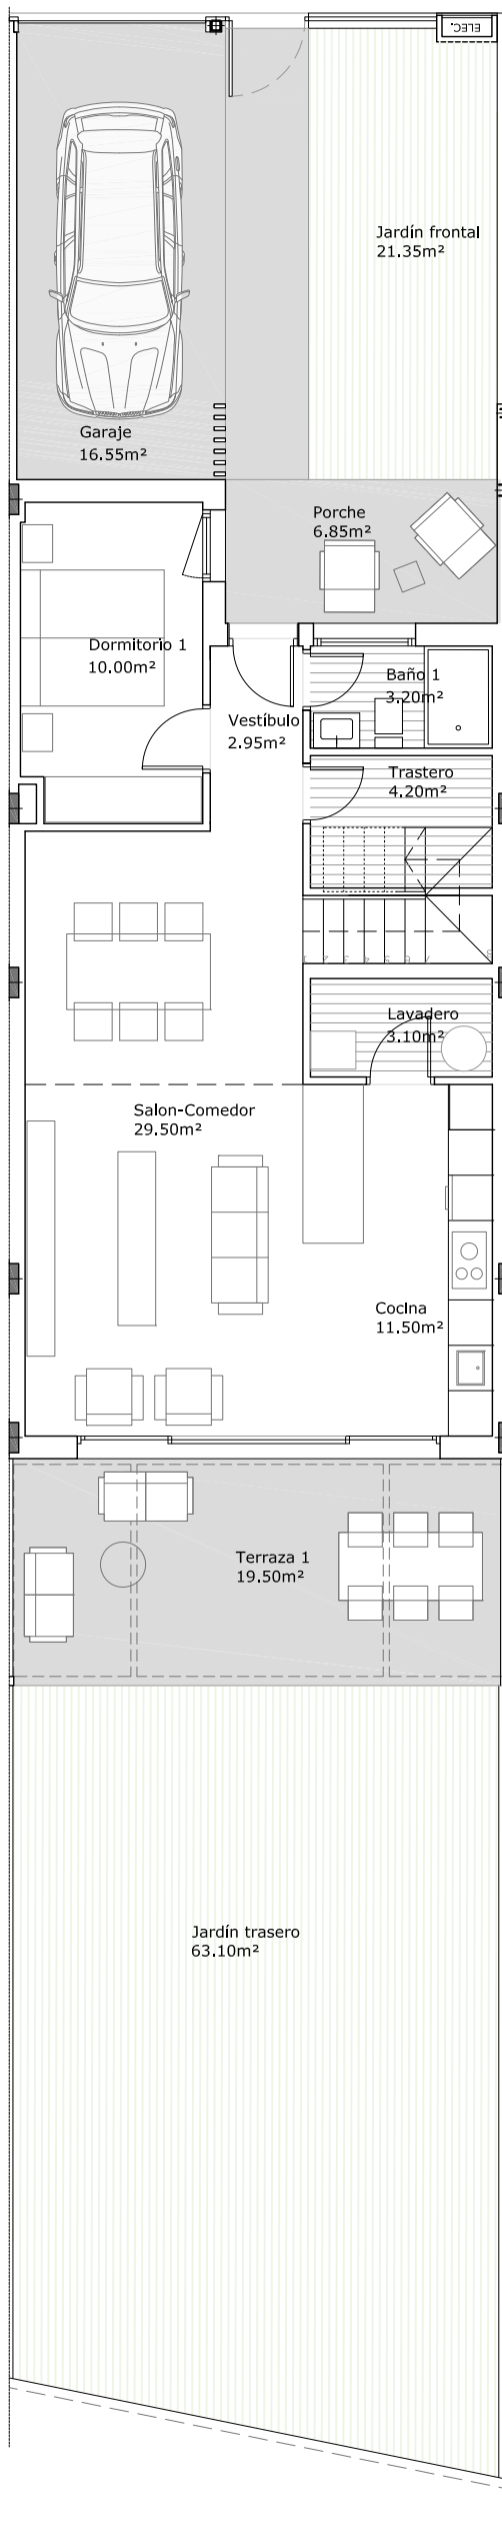 ELEC.
Jardín frontal
21.35m²
Garaje
16.55m²
Porche
6.85m²
Dormitorio 1
10.00m²
Baño 1
3.20m²
Vestíbulo
2.95m²
Trastero
4.20m²
Lavadero
3.10m²
Salon-Comedor
29.50m²
Cocina
11.50m²
Terraza 1
19.50m²
Jardín trasero
63.10m²